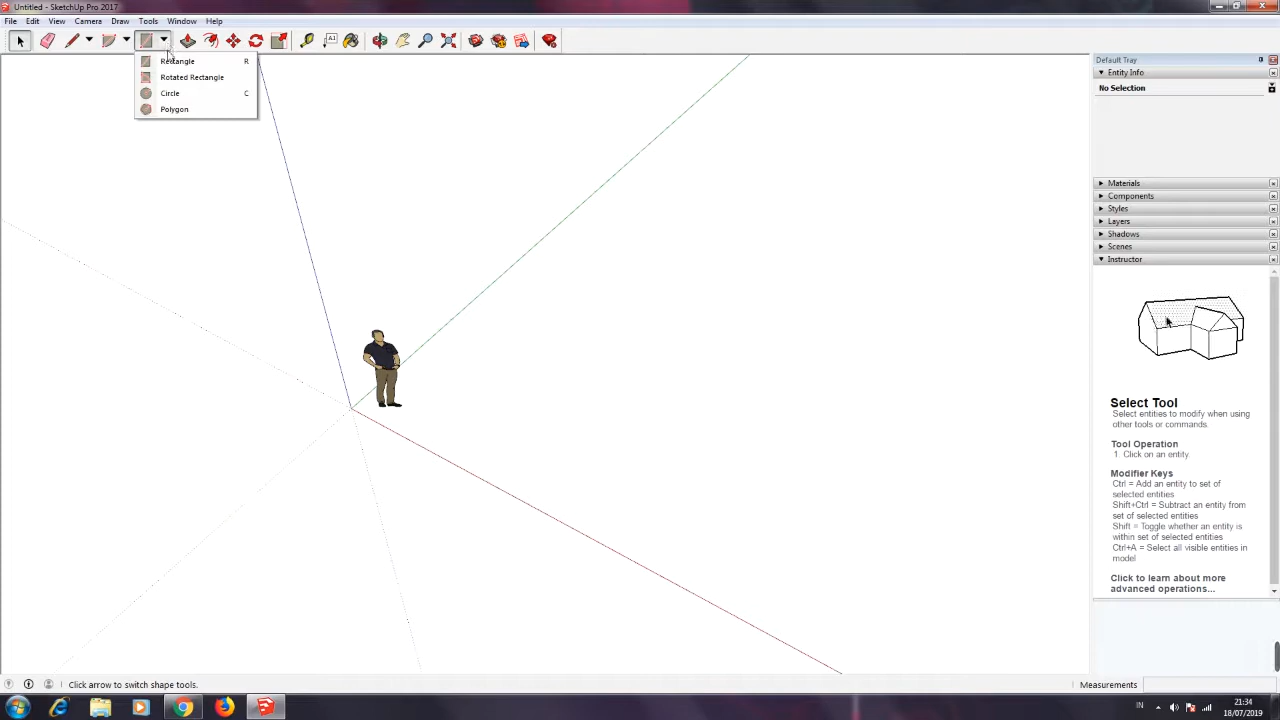 Untitled - SketchUp Pro 2017
File Edit View Camera Draw Tools Window Help
A1
Rectangle R
Rotated Rectangle
Circle C
Polygon
Default Tray
Entity Info
No Selection
Materials
Components
Styles
Layers
Shadows
Scenes
Instructor
Select Tool
Select entities to modify when using
other tools or commands.
Tool Operation
1. Click on an entity.
Modifier Keys
Ctrl = Add an entity to set of
selected entities
Shift+Ctrl = Subtract an entity from
set of selected entities
Shift = Toggle whether an entity is
within set of selected entities
Ctrl+A = Select all visible entities in
model
Click to learn about more
advanced operations...
Click arrow to switch shape tools.
Measurements
IN
21:34
18/07/2019